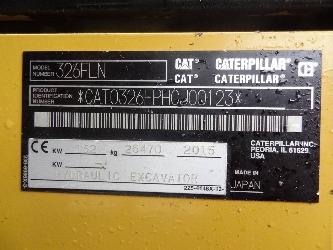 MODEL NUMBER 326FLN CAT® CATERPILLAR®
CAT® CATERPILLAR®
PRODUCT IDENTIFICATION NUMBER *CAT0326FPHCJ00123*
CATERPILLAR INC.
PEORIA, IL 61629
USA
CE KW 152 kg 26470 2015
KW
HYDRAULIC EXCAVATOR
MADE IN
JAPAN